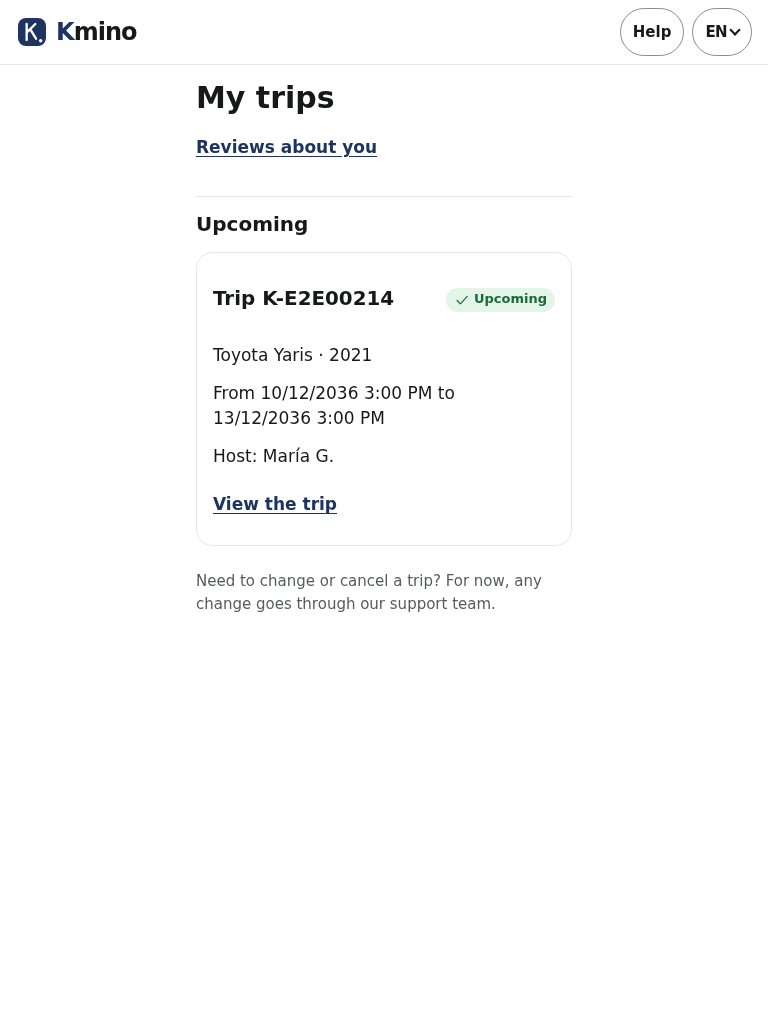 K. Kmino
Help
EN
My trips
Reviews about you
Upcoming
Trip K-E2E00214
Upcoming
Toyota Yaris · 2021
From 10/12/2036 3:00 PM to
13/12/2036 3:00 PM
Host: María G.
View the trip
Need to change or cancel a trip? For now, any
change goes through our support team.